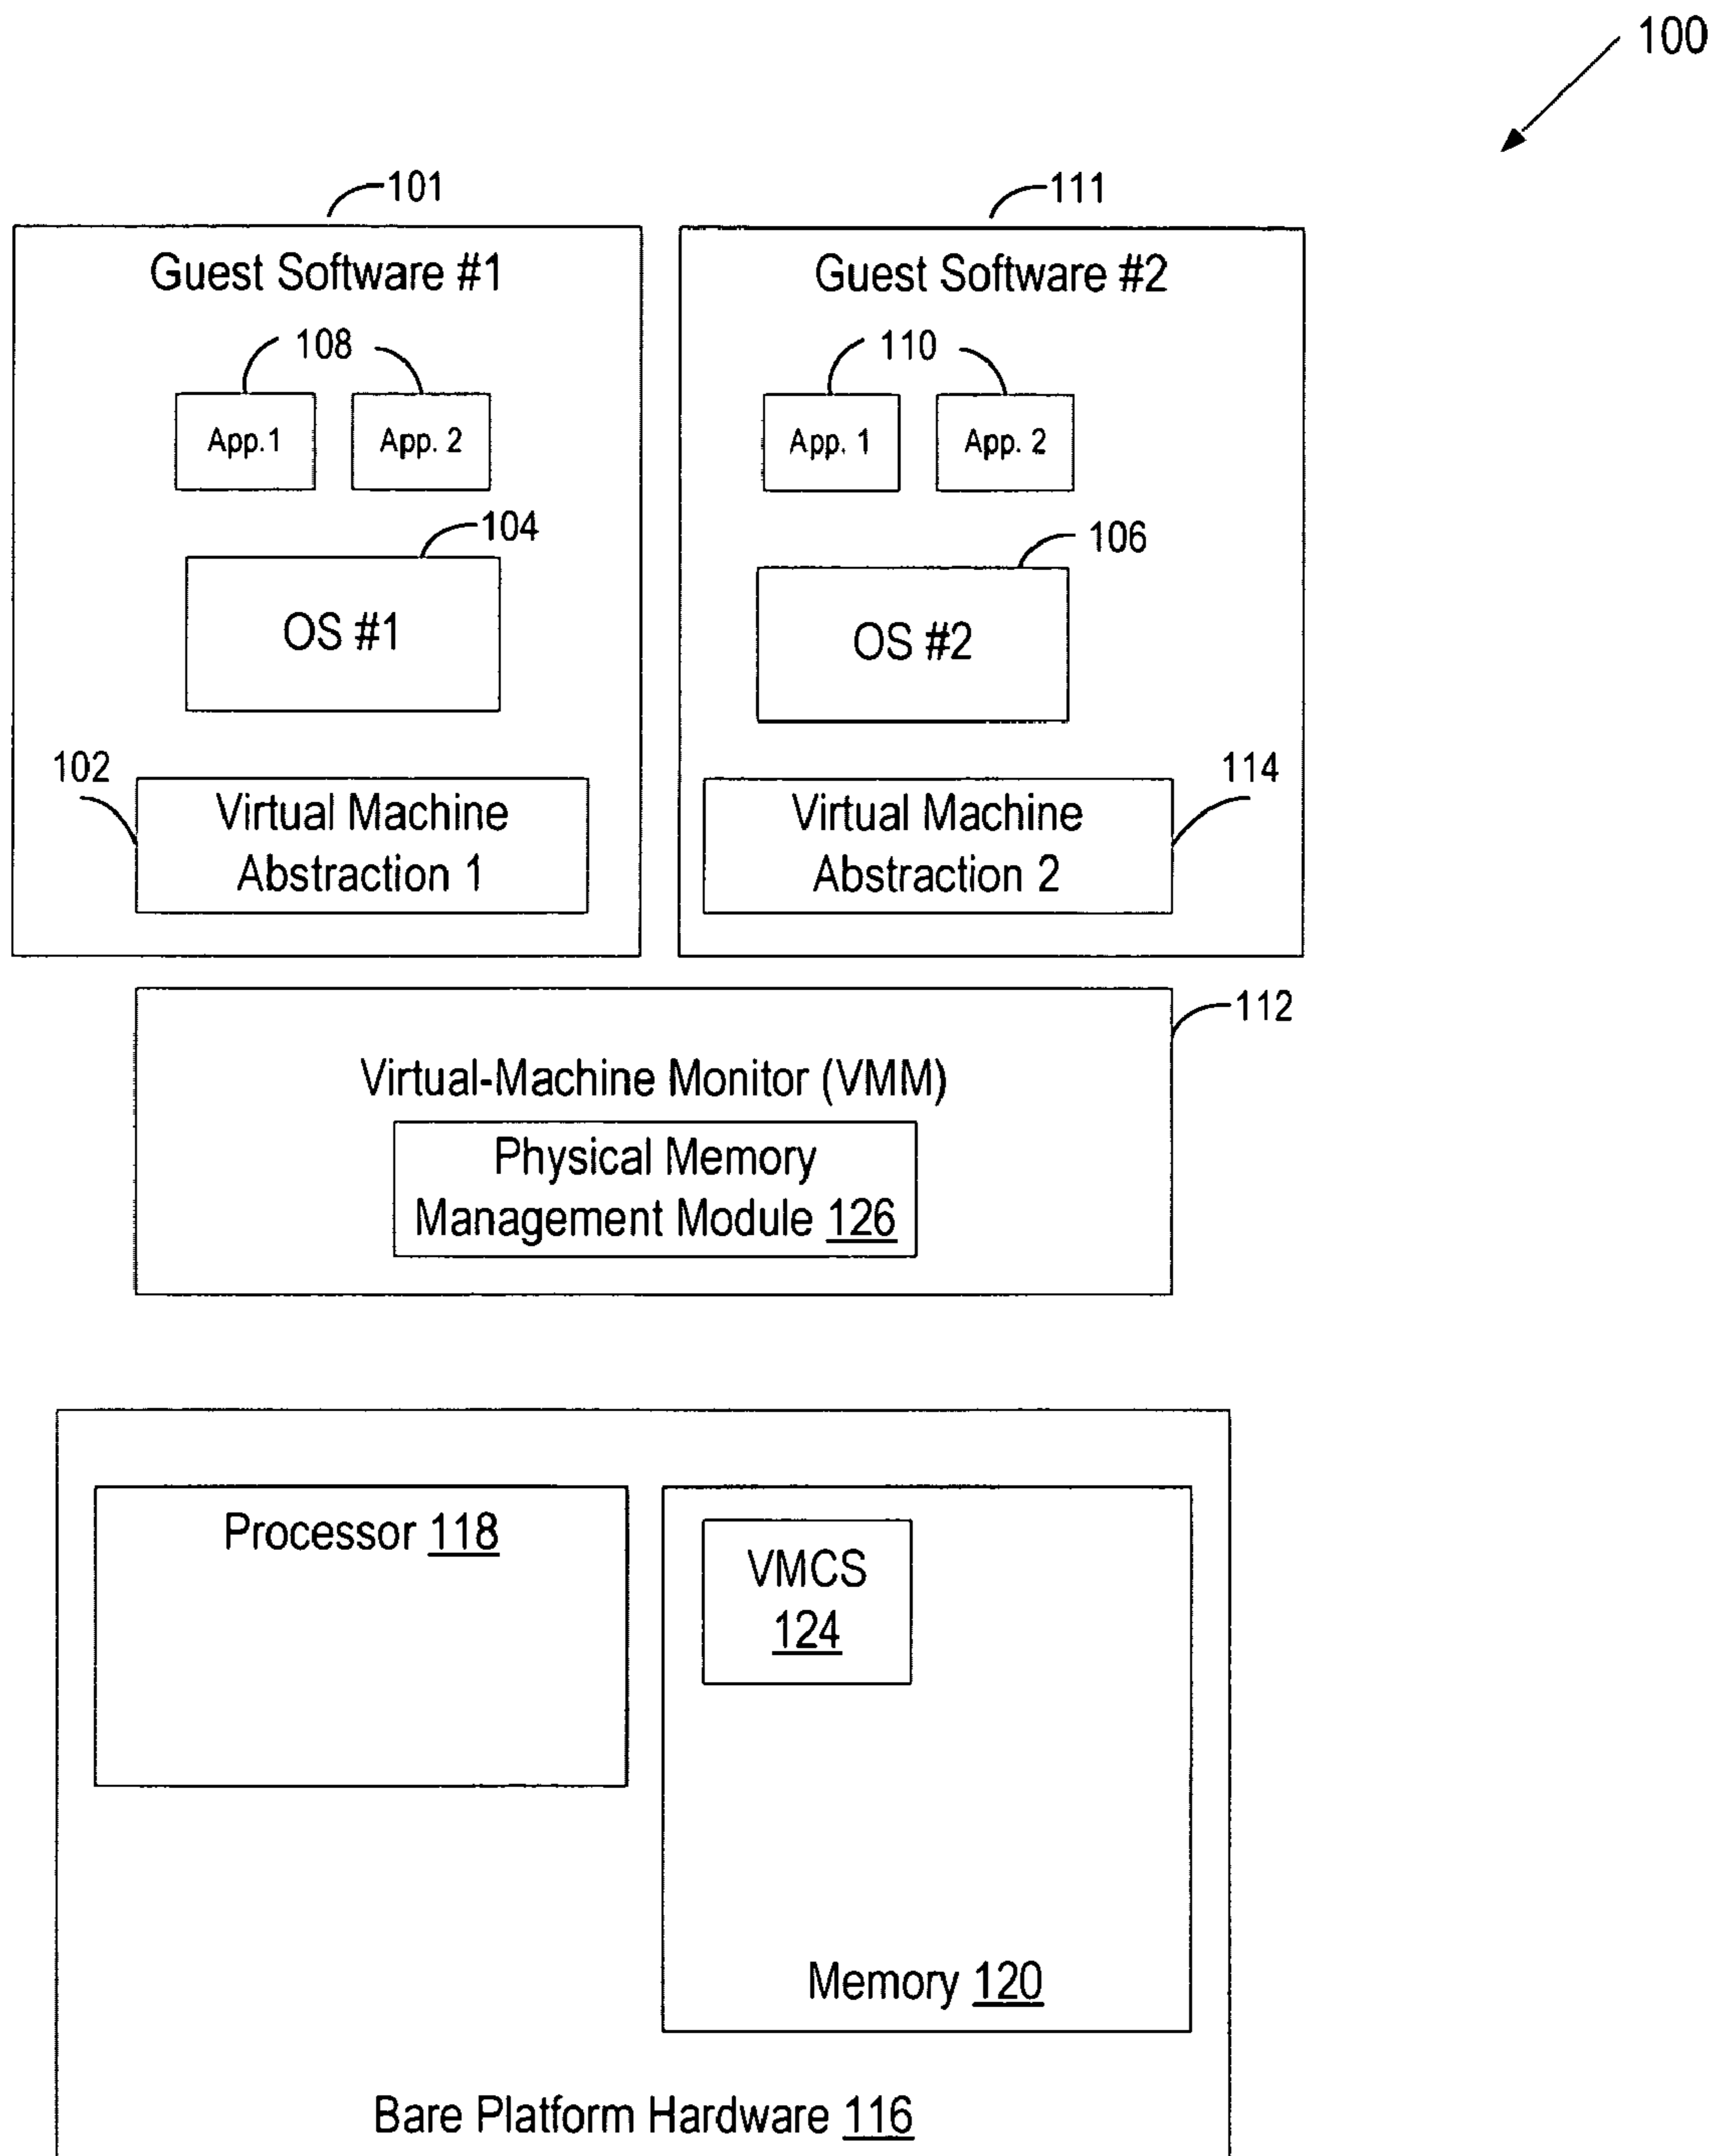 100
101
111
Guest Software #1
Guest Software #2
108
110
App.1
App. 2
App. 1
App. 2
104
106
OS #1
OS #2
102
114
Virtual Machine
Abstraction 1
Virtual Machine
Abstraction 2
112
Virtual-Machine Monitor (VMM)
Physical Memory
Management Module 126
Processor 118
VMCS
124
Memory 120
Bare Platform Hardware 116